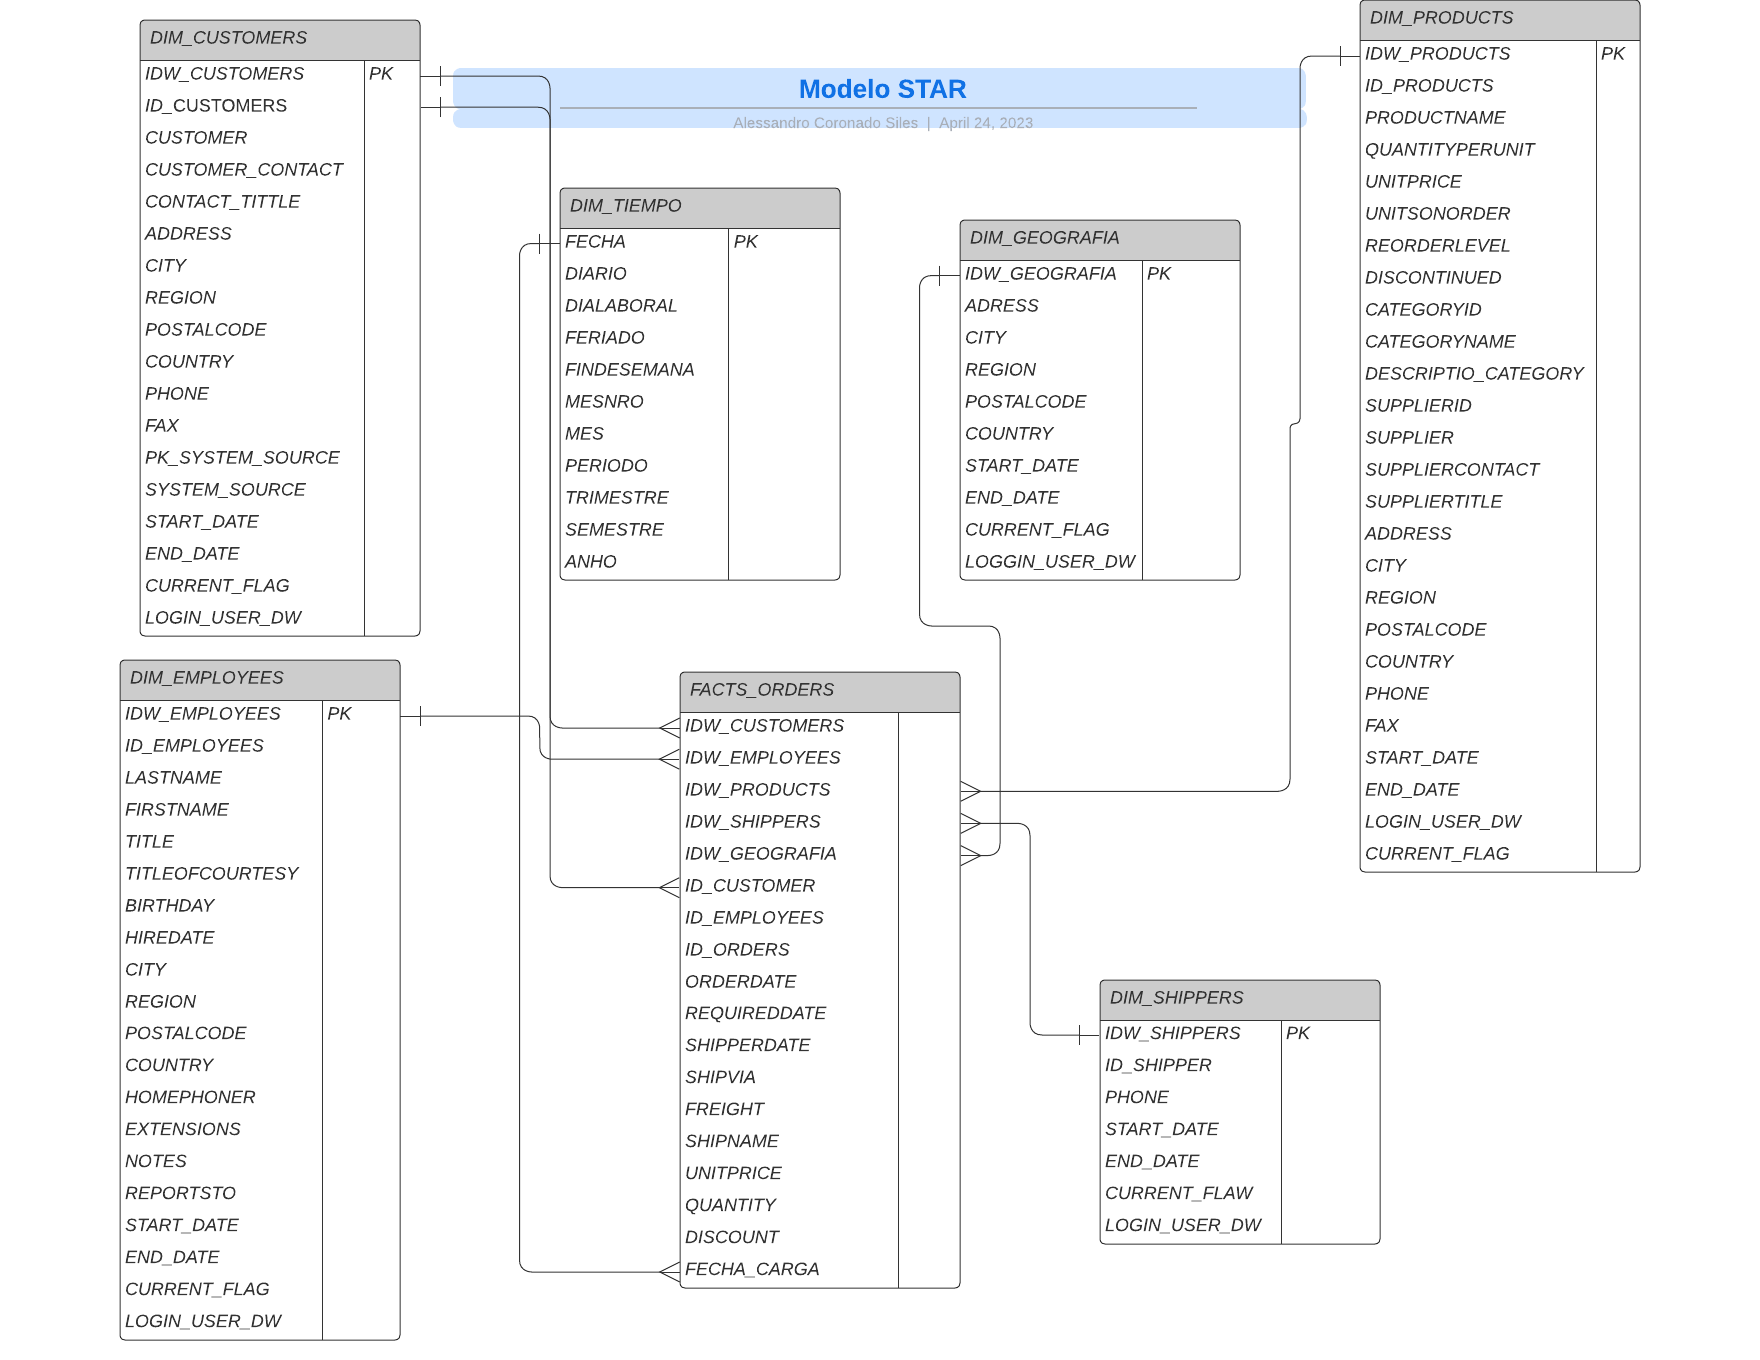 Modelo STAR
Alessandro Coronado Siles | April 24, 2023
DIM_CUSTOMERS
IDW_CUSTOMERS PK
ID_CUSTOMERS
CUSTOMER
CUSTOMER_CONTACT
CONTACT_TITTLE
ADDRESS
CITY
REGION
POSTALCODE
COUNTRY
PHONE
FAX
PK_SYSTEM_SOURCE
SYSTEM_SOURCE
START_DATE
END_DATE
CURRENT_FLAG
LOGIN_USER_DW
DIM_TIEMPO
FECHA PK
DIARIO
DIALABORAL
FERIADO
FINDESEMANA
MESNRO
MES
PERIODO
TRIMESTRE
SEMESTRE
ANHO
DIM_GEOGRAFIA
IDW_GEOGRAFIA PK
ADRESS
CITY
REGION
POSTALCODE
COUNTRY
START_DATE
END_DATE
CURRENT_FLAG
LOGGIN_USER_DW
DIM_PRODUCTS
IDW_PRODUCTS PK
ID_PRODUCTS
PRODUCTNAME
QUANTITYPERUNIT
UNITPRICE
UNITSONORDER
REORDERLEVEL
DISCONTINUED
CATEGORYID
CATEGORYNAME
DESCRIPTIO_CATEGORY
SUPPLIERID
SUPPLIER
SUPPLIERCONTACT
SUPPLIERTITLE
ADDRESS
CITY
REGION
POSTALCODE
COUNTRY
PHONE
FAX
START_DATE
END_DATE
LOGIN_USER_DW
CURRENT_FLAG
DIM_EMPLOYEES
IDW_EMPLOYEES PK
ID_EMPLOYEES
LASTNAME
FIRSTNAME
TITLE
TITLEOFCOURTESY
BIRTHDAY
HIREDATE
CITY
REGION
POSTALCODE
COUNTRY
HOMEPHONER
EXTENSIONS
NOTES
REPORTSTO
START_DATE
END_DATE
CURRENT_FLAG
LOGIN_USER_DW
FACTS_ORDERS
IDW_CUSTOMERS
IDW_EMPLOYEES
IDW_PRODUCTS
IDW_SHIPPERS
IDW_GEOGRAFIA
ID_CUSTOMER
ID_EMPLOYEES
ID_ORDERS
ORDERDATE
REQUIREDDATE
SHIPPERDATE
SHIPVIA
FREIGHT
SHIPNAME
UNITPRICE
QUANTITY
DISCOUNT
FECHA_CARGA
DIM_SHIPPERS
IDW_SHIPPERS PK
ID_SHIPPER
PHONE
START_DATE
END_DATE
CURRENT_FLAW
LOGIN_USER_DW